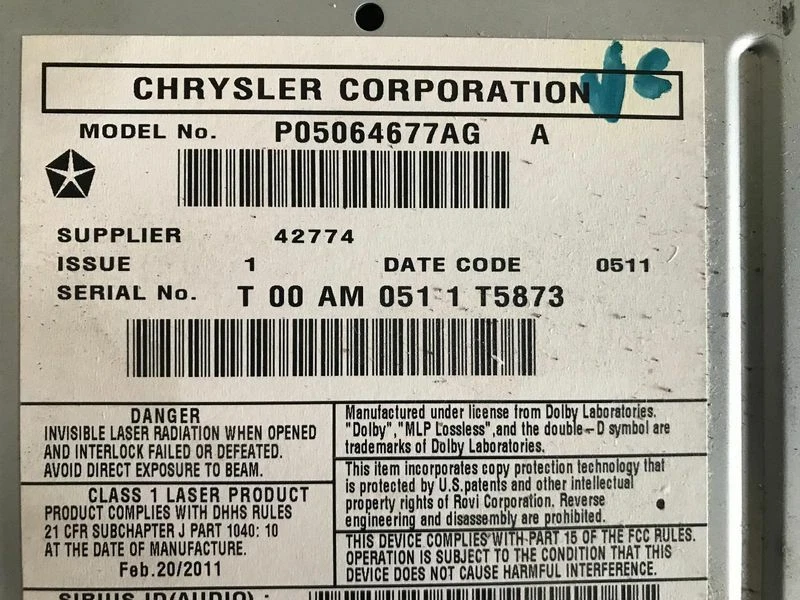 CHRYSLER CORPORATION
MODEL No. P05064677AG A
SUPPLIER 42774
ISSUE 1 DATE CODE 0511
SERIAL No. T 00 AM 051 1 T5873
DANGER
INVISIBLE LASER RADIATION WHEN OPENED
AND INTERLOCK FAILED OR DEFEATED.
AVOID DIRECT EXPOSURE TO BEAM.
CLASS 1 LASER PRODUCT
PRODUCT COMPLIES WITH DHHS RULES
21 CFR SUBCHAPTER J PART 1040: 10
AT THE DATE OF MANUFACTURE.
Feb.20/2011
Manufactured under license from Dolby Laboratories.
"Dolby","MLP Lossless",and the double-D symbol are
trademarks of Dolby Laboratories.
This item incorporates copy protection technology that
is protected by U.S.patents and other intellectual
property rights of Rovi Corporation. Reverse
engineering and disassembly are prohibited.
THIS DEVICE COMPLIES WITH PART 15 OF THE FCC RULES.
OPERATION IS SUBJECT TO THE CONDITION THAT THIS
DEVICE DOES NOT CAUSE HARMFUL INTERFERENCE.
SIRIUS ID(AUDIO) :